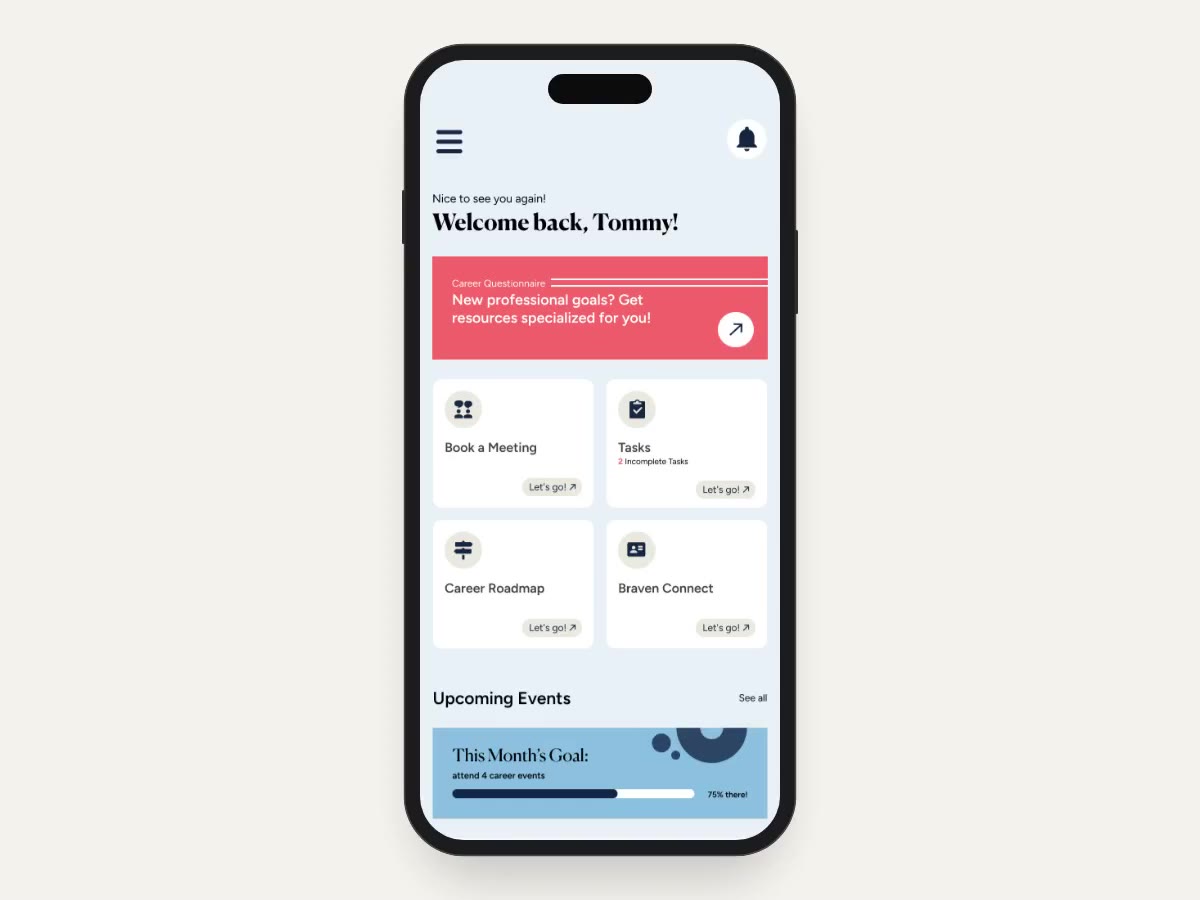 Nice to see you again!
Welcome back, Tommy!
Career Questionnaire
New professional goals? Get
resources specialized for you!
Book a Meeting
Let's go!
Tasks
2 Incomplete Tasks
Let's go!
Career Roadmap
Let's go!
Braven Connect
Let's go!
Upcoming Events
See all
This Month's Goal:
attend 4 career events
75% there!